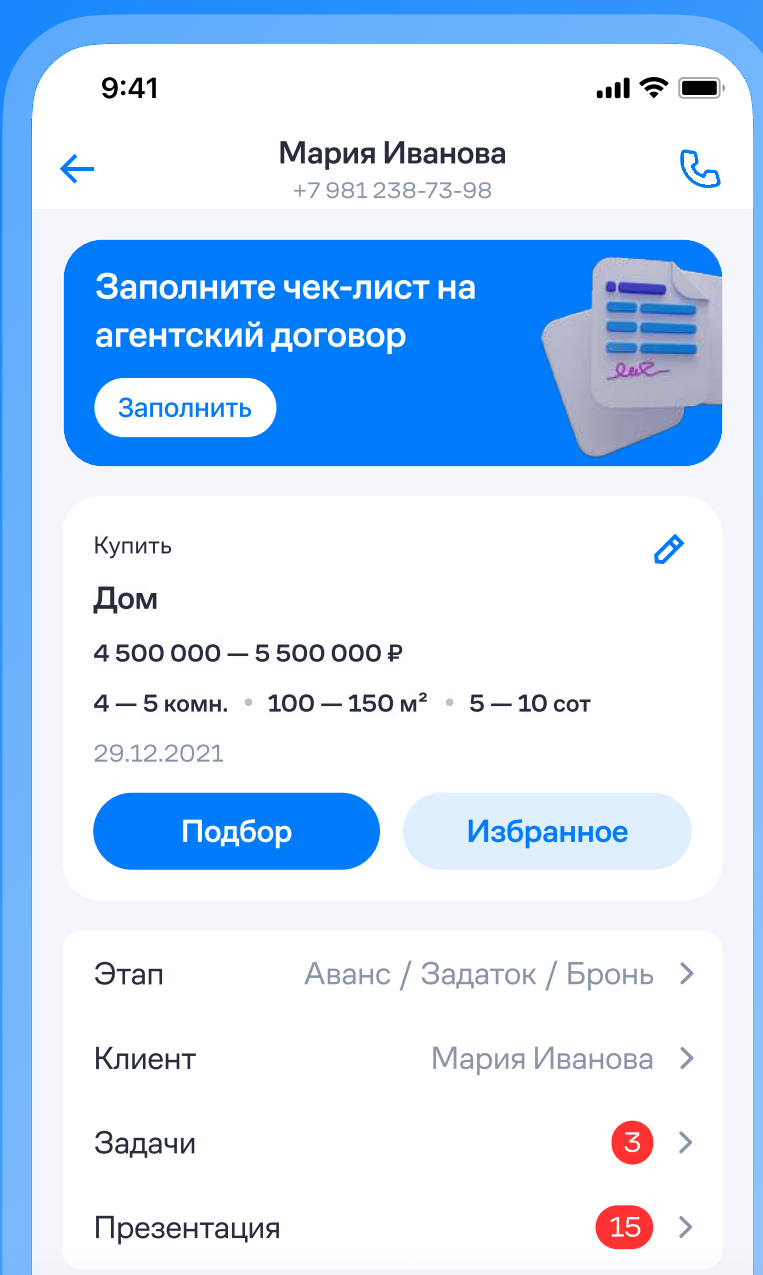 9:41
Мария Иванова
+7 981 238-73-98
Заполните чек-лист на
агентский договор
Заполнить
Купить
Дом
4 500 000 — 5 500 000 ₽
4 — 5 комн. • 100 — 150 м² • 5 — 10 сот
29.12.2021
Подбор Избранное
Этап Аванс / Задаток / Бронь
Клиент Мария Иванова
Задачи 3
Презентация 15